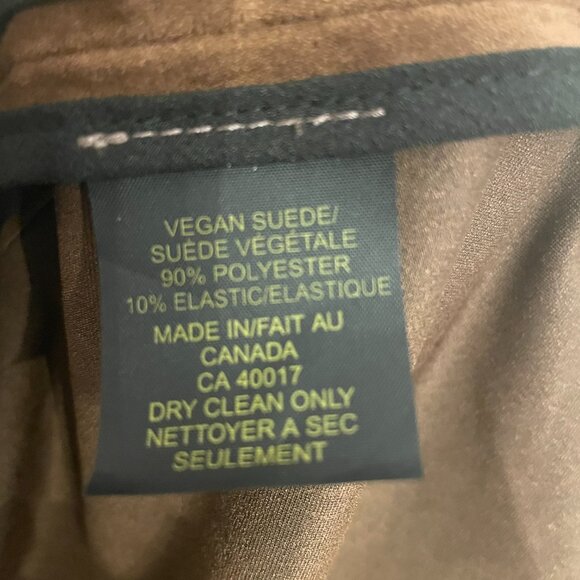 VEGAN SUEDE/
SUÈDE VÉGÉTALE
90% POLYESTER
10% ELASTIC/ELASTIQUE
MADE IN/FAIT AU
CANADA
CA 40017
DRY CLEAN ONLY
NETTOYER A SEC
SEULEMENT